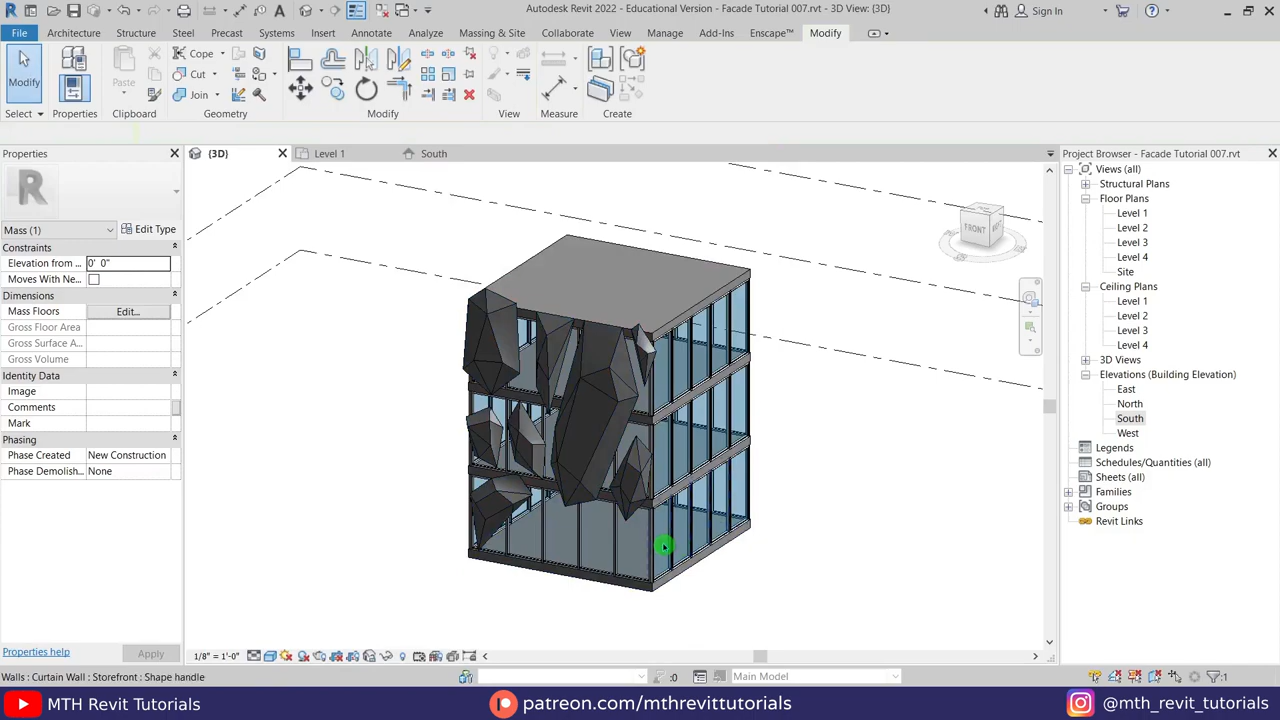 Autodesk Revit 2022 - Educational Version - Facade Tutorial 007.rvt - 3D View: {3D}
Sign In
File Architecture Structure Steel Precast Systems Insert Annotate Analyze Massing & Site Collaborate View Manage Add-Ins Enscape™ Modify
Modify
Paste
Cope
Cut
Join
Select Properties Clipboard Geometry Modify View Measure Create
Properties
{3D} Level 1 South
Project Browser - Facade Tutorial 007.rvt
R
Mass (1) Edit Type
Constraints
Elevation from ... 0' 0"
Moves With Ne...
Dimensions
Mass Floors Edit...
Gross Floor Area
Gross Surface A...
Gross Volume
Identity Data
Image
Comments
Mark
Phasing
Phase Created New Construction
Phase Demolish... None
Properties help Apply
FRONT
Views (all)
Structural Plans
Floor Plans
Level 1
Level 2
Level 3
Level 4
Site
Ceiling Plans
Level 1
Level 2
Level 3
Level 4
3D Views
Elevations (Building Elevation)
East
North
South
West
Legends
Schedules/Quantities (all)
Sheets (all)
Families
Groups
Revit Links
1/8" = 1'-0"
Walls : Curtain Wall : Storefront : Shape handle
:0
Main Model
:1
MTH Revit Tutorials
patreon.com/mthrevittutorials
@mth_revit_tutorials